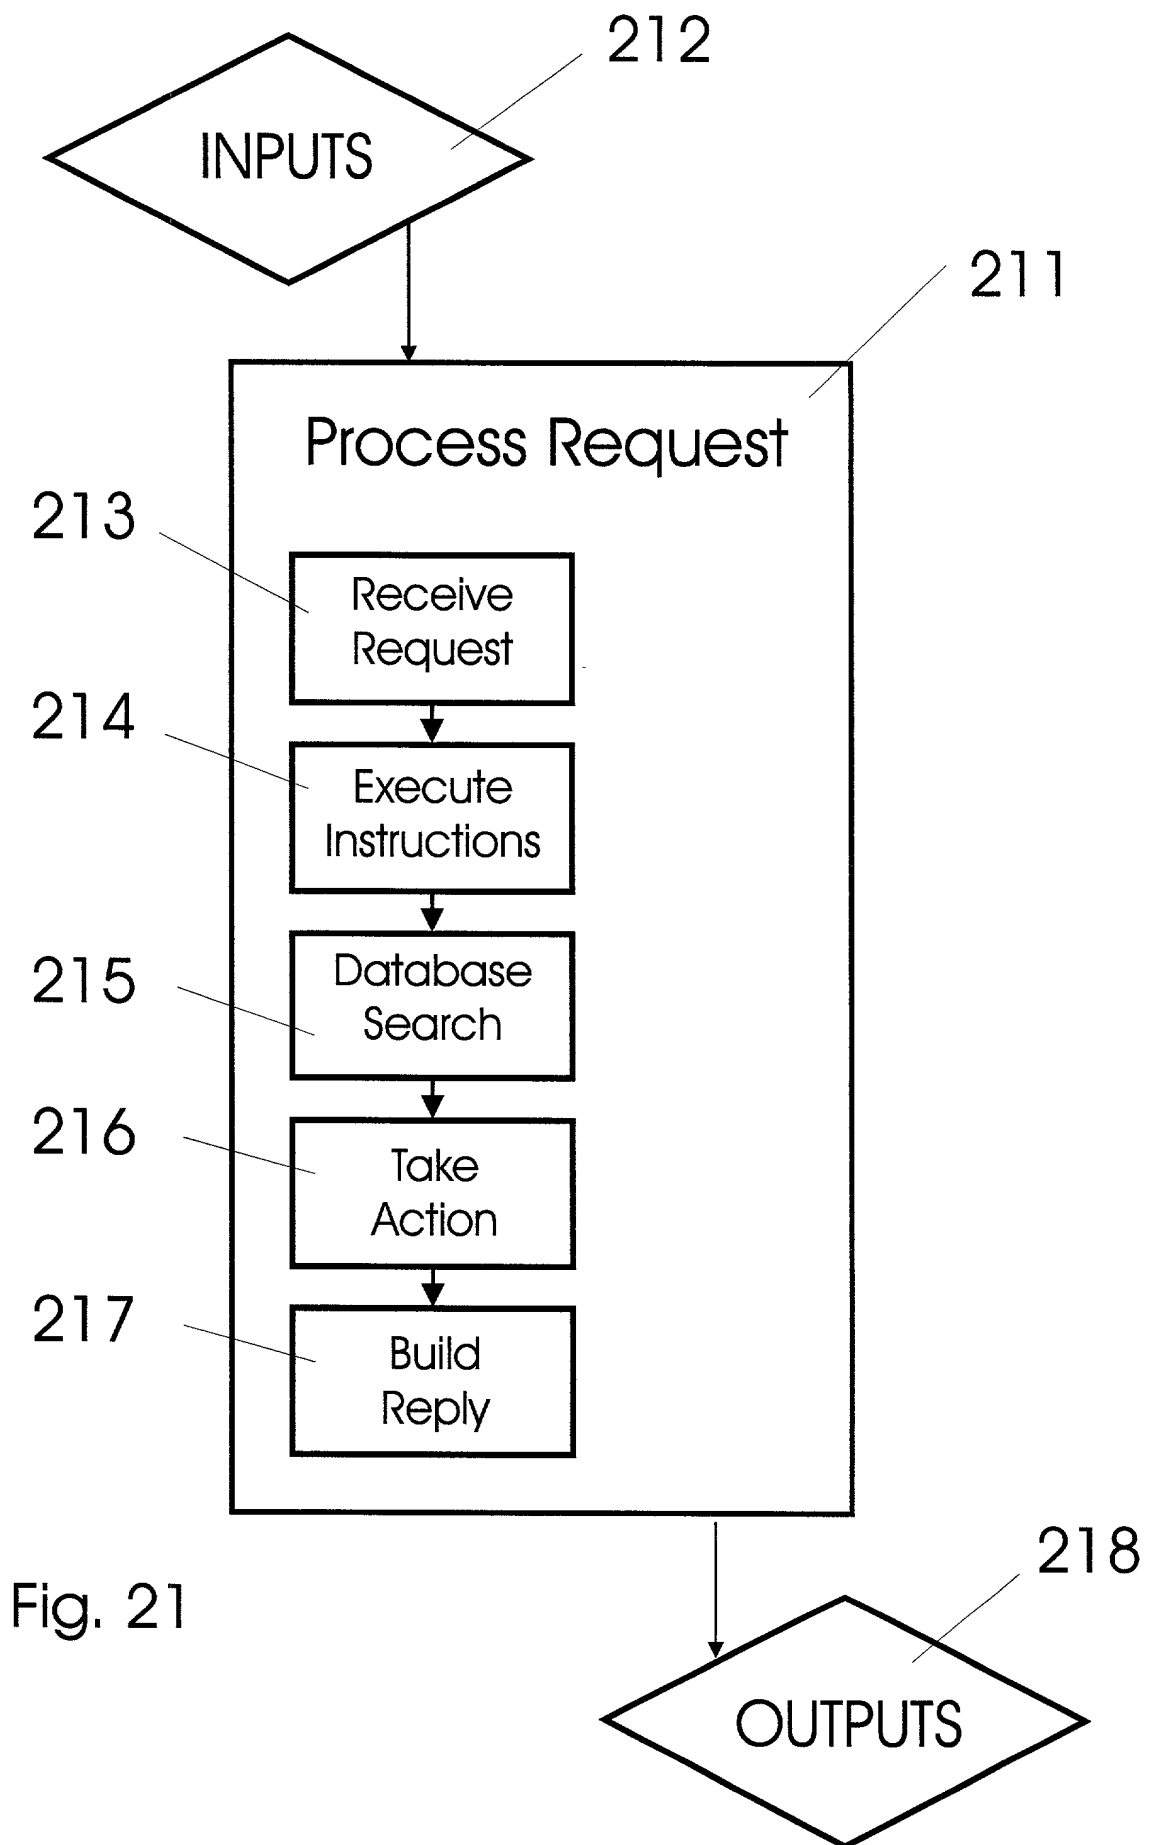 212
INPUTS
211
Process Request
213
Receive
Request
214
Execute
Instructions
215
Database
Search
216
Take
Action
217
Build
Reply
218
Fig. 21
OUTPUTS